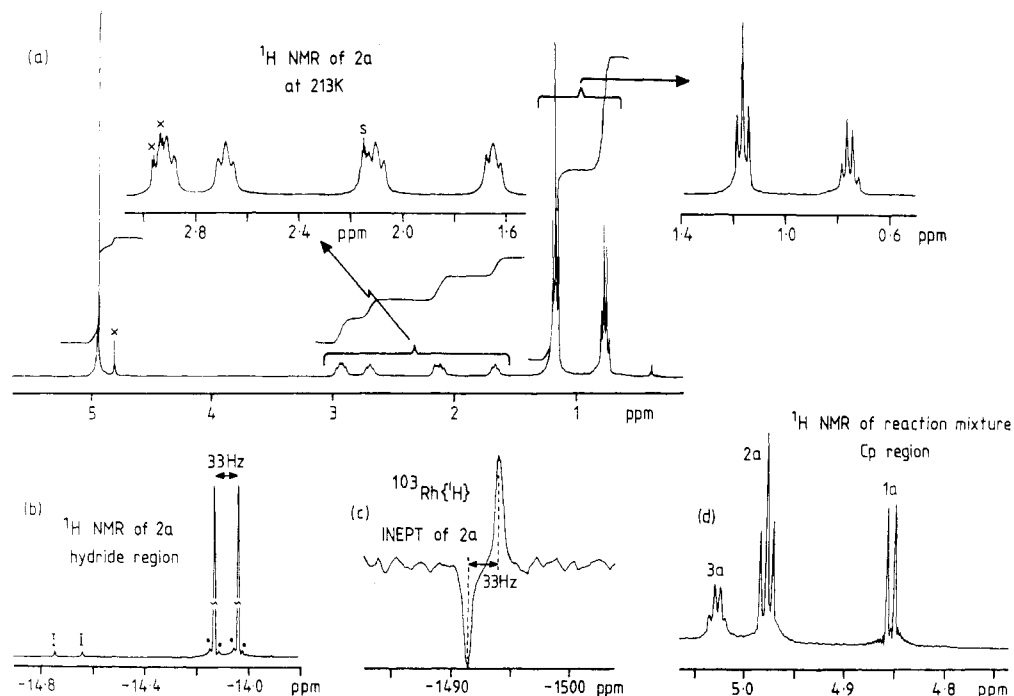 (a)
¹H NMR of 2a
at 213K
×
×
S
2.8
2.4
ppm
2.0
1.6
1.4
1.0
0.6
ppm
×
5
4
3
2
1
ppm
(b)
33Hz
¹H NMR of 2a
hydride region
I
I
-14.8
-14.4
-14.0
ppm
(c)
¹⁰³Rh{¹H}
INEPT of 2a
33Hz
-1490
-1500
ppm
¹H NMR of reaction mixture
Cp region
(d)
3a
2a
1a
5.0
4.9
4.8
ppm